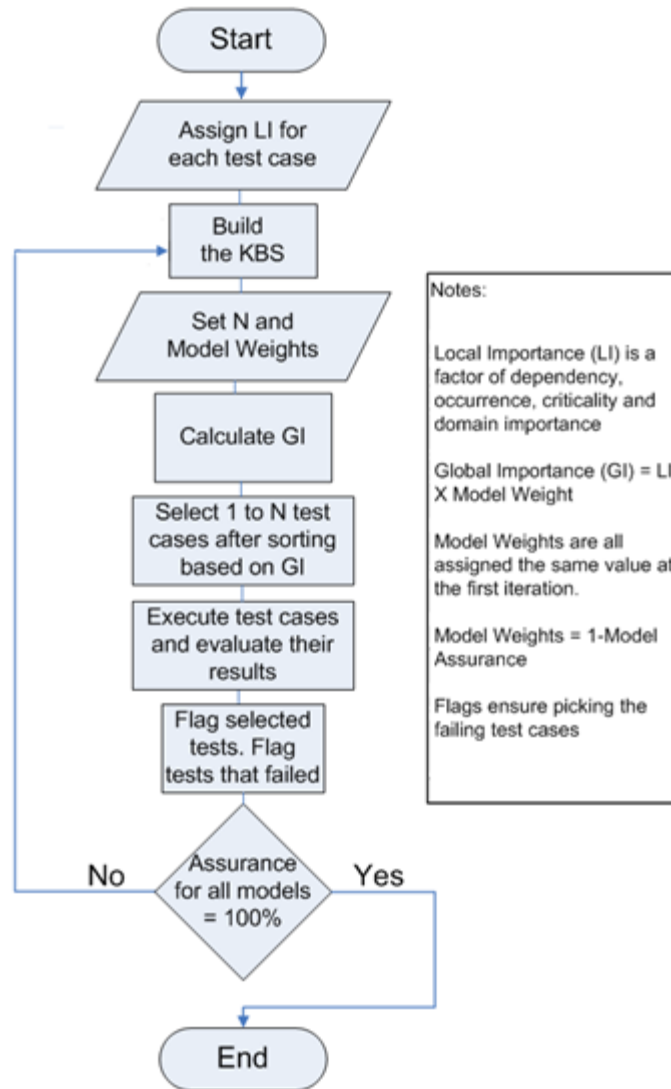 Start
Assign LI for
each test case
Build
the KBS
Set N and
Model Weights
Calculate GI
Select 1 to N test
cases after sorting
based on GI
Execute test cases
and evaluate their
results
Flag selected
tests. Flag
tests that failed
No
Assurance
for all models
= 100%
Yes
End
Notes:
Local Importance (LI) is a
factor of dependency,
occurrence, criticality and
domain importance
Global Importance (GI) = LI
X Model Weight
Model Weights are all
assigned the same value at
the first iteration.
Model Weights = 1-Model
Assurance
Flags ensure picking the
failing test cases